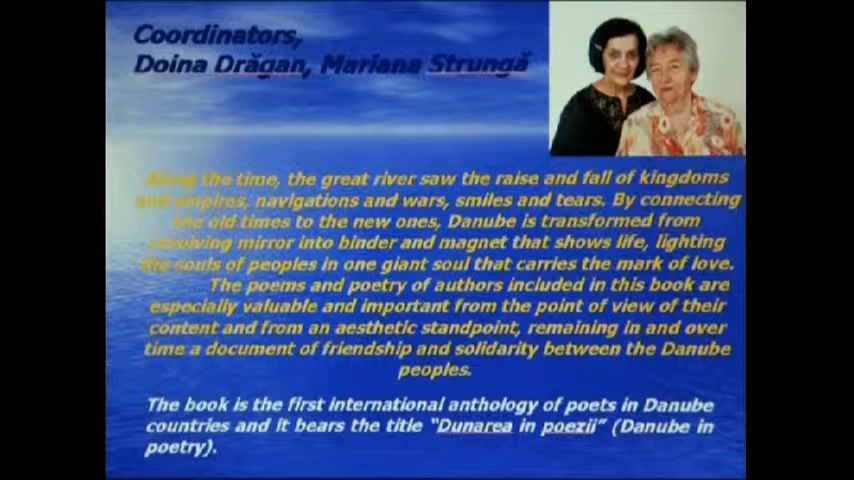 Coordinators,
Doina Drăgan, Mariana Strungă
Along the time, the great river saw the raise and fall of kingdoms
and empires, navigations and wars, smiles and tears. By connecting
the old times to the new ones, Danube is transformed from
revolving mirror into binder and magnet that shows life, lighting
the souls of peoples in one giant soul that carries the mark of love.
The poems and poetry of authors included in this book are
especially valuable and important from the point of view of their
content and from an aesthetic standpoint, remaining in and over
time a document of friendship and solidarity between the Danube
peoples.
The book is the first international anthology of poets in Danube
countries and it bears the title “Dunarea in poezii” (Danube in
poetry).